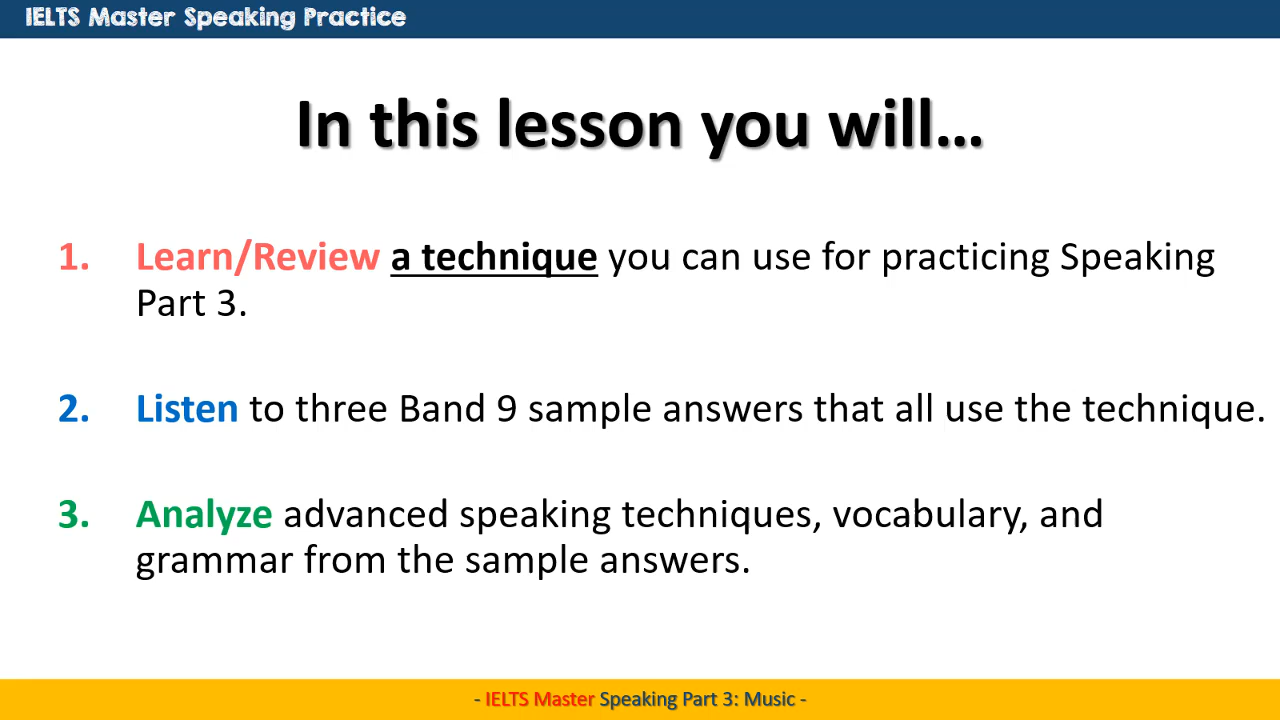 IELTS Master Speaking Practice
In this lesson you will...
1. Learn/Review a technique you can use for practicing Speaking
Part 3.
2. Listen to three Band 9 sample answers that all use the technique.
3. Analyze advanced speaking techniques, vocabulary, and
grammar from the sample answers.
- IELTS Master Speaking Part 3: Music -